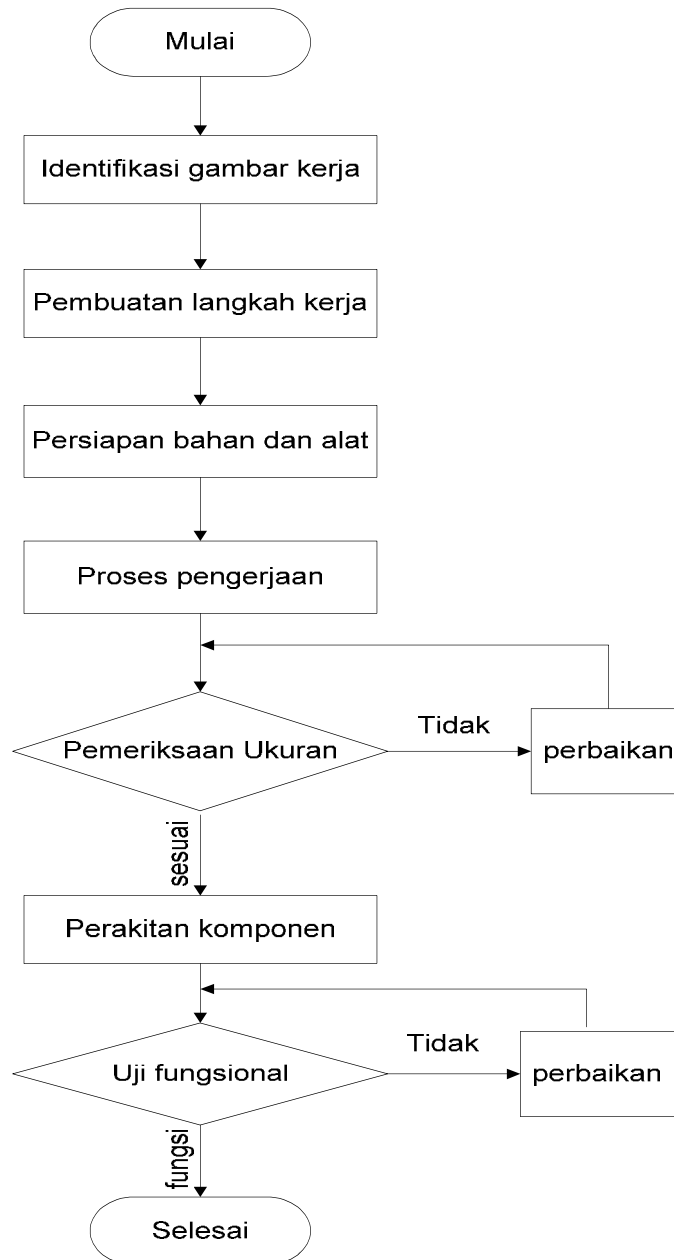 Mulai
Identifikasi gambar kerja
Pembuatan langkah kerja
Persiapan bahan dan alat
Proses pengerjaan
Pemeriksaan Ukuran
Tidak
perbaikan
sesuai
Perakitan komponen
Uji fungsional
Tidak
perbaikan
fungsi
Selesai